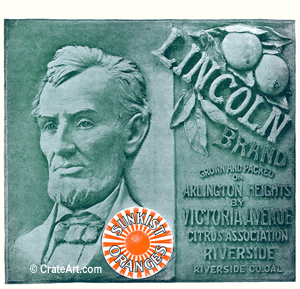 LINCOLN
BRAND
GROWN AND PACKED
ON
ARLINGTON HEIGHTS
BY
VICTORIA AVENUE
CITRUS ASSOCIATION
RIVERSIDE
RIVERSIDE CO. CAL.
SUNKIST
ORANGES
© CrateArt.com